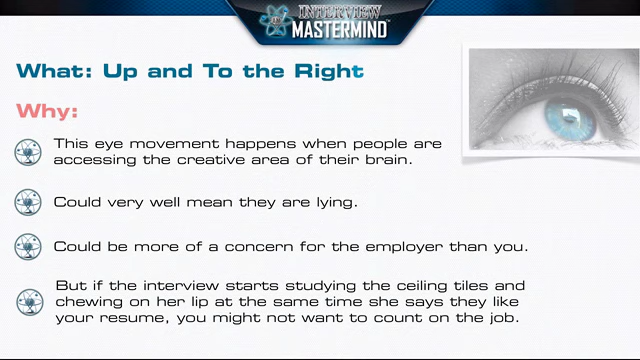 INTERVIEW
MASTERMIND
What: Up and To the Right
Why:
This eye movement happens when people are
accessing the creative area of their brain.
Could very well mean they are lying.
Could be more of a concern for the employer than you.
But if the interview starts studying the ceiling tiles and
chewing on her lip at the same time she says they like
your resume, you might not want to count on the job.